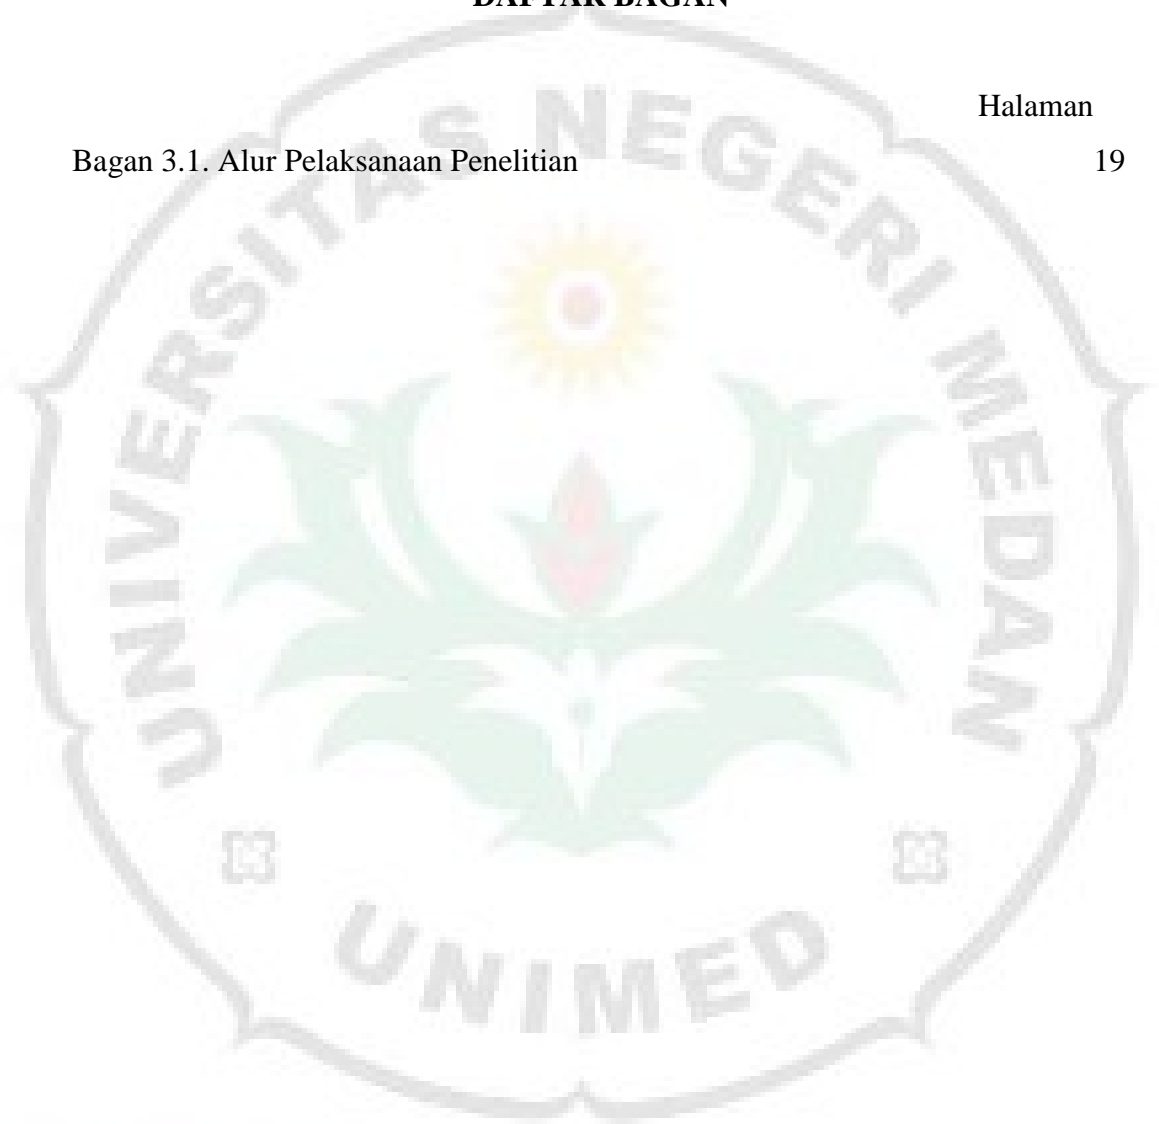 DAFTAR BAGAN
Halaman
Bagan 3.1. Alur Pelaksanaan Penelitian 19
UNIVERSITAS NEGERI MEDAN
UNIMED